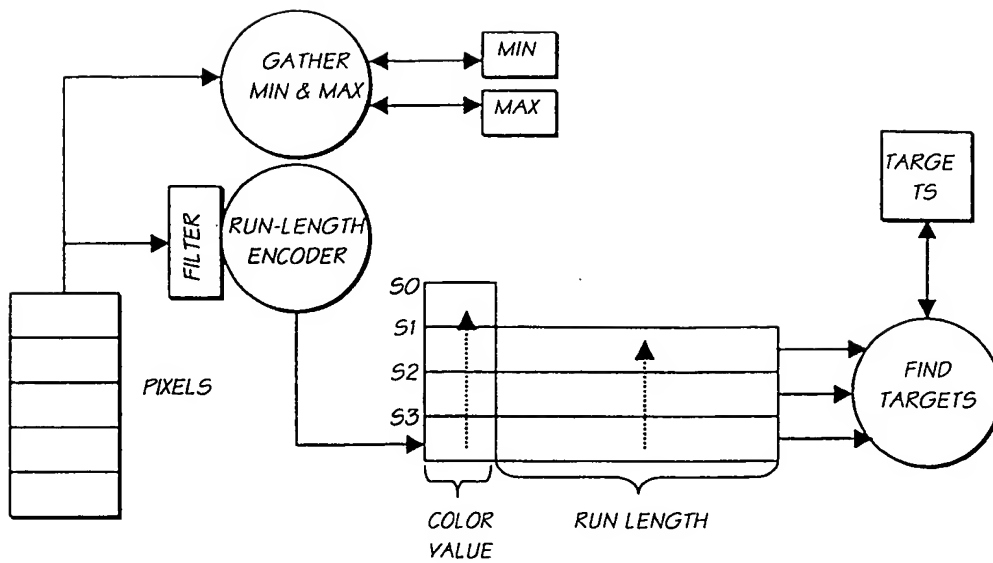 GATHER
MIN & MAX
MIN
MAX
TARGE
TS
FILTER
RUN-LENGTH
ENCODER
S0
S1
S2
S3
PIXELS
FIND
TARGETS
COLOR
VALUE
RUN LENGTH